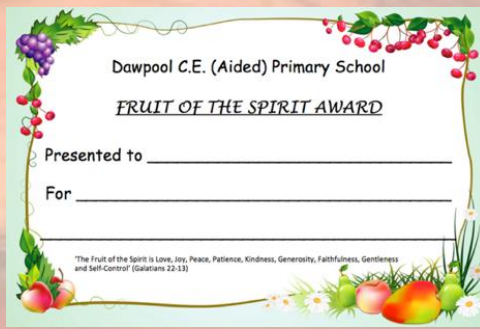 Dawpool C.E. (Aided) Primary School
FRUIT OF THE SPIRIT AWARD
Presented to
For
'The Fruit of the Spirit is Love, Joy, Peace, Patience, Kindness, Generosity, Faithfulness, Gentleness
and Self-Control' (Galatians 22-13)